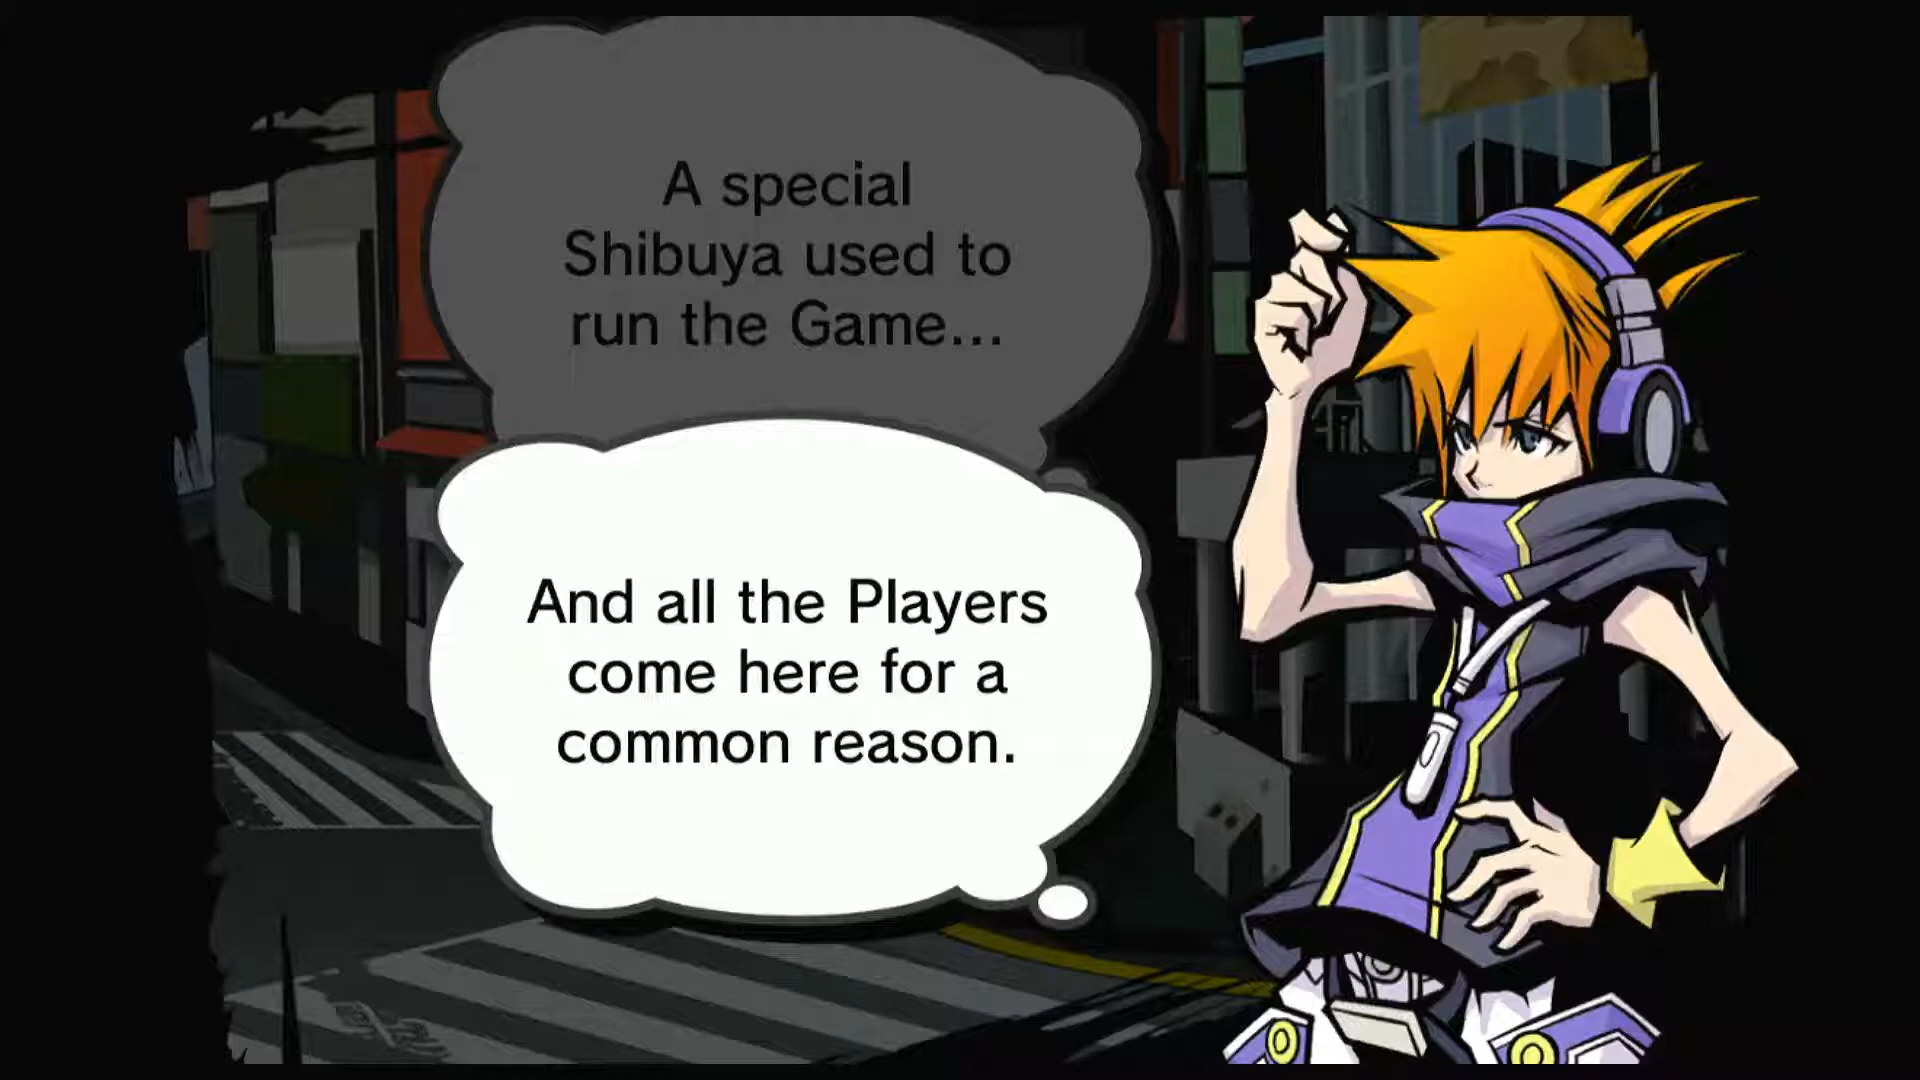 A special
Shibuya used to
run the Game...
And all the Players
come here for a
common reason.